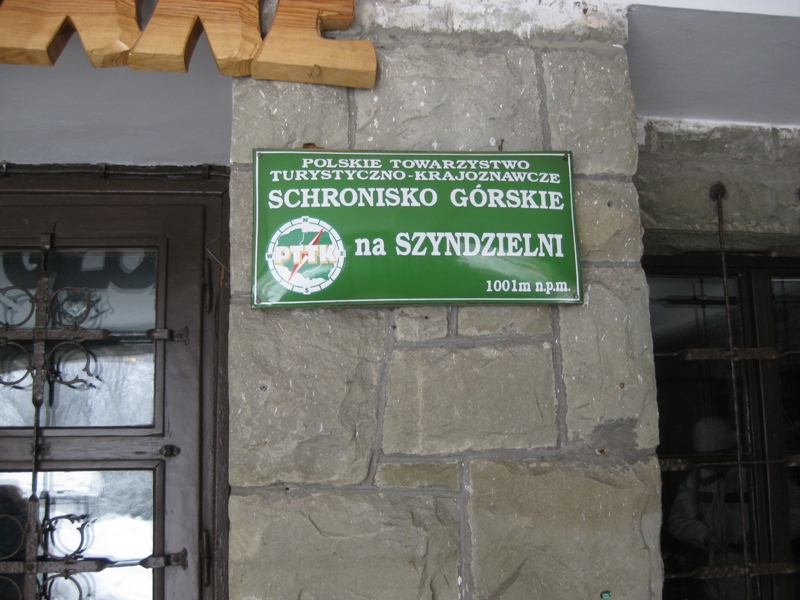 POLSKIE TOWARZYSTWO
TURYSTYCZNO-KRAJOZNAWCZE
SCHRONISKO GÓRSKIE
na SZYNDZIELNI
PTTK
1001m n.p.m.